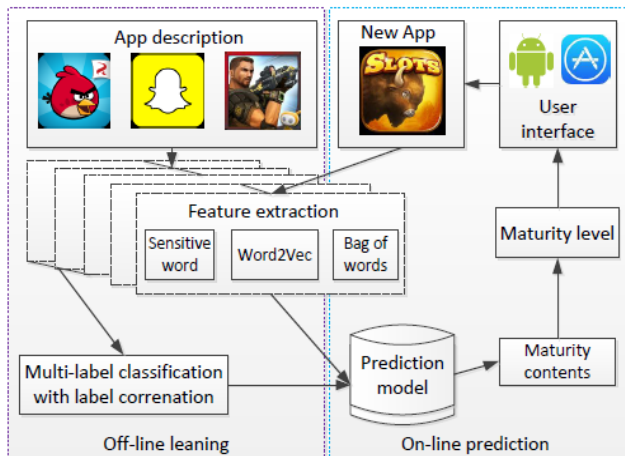 App description
New App
SLOTS
User
interface
Feature extraction
Sensitive
word
Word2Vec
Bag of
words
Maturity level
Multi-label classification
with label correnation
Prediction
model
Maturity
contents
Off-line leaning
On-line prediction